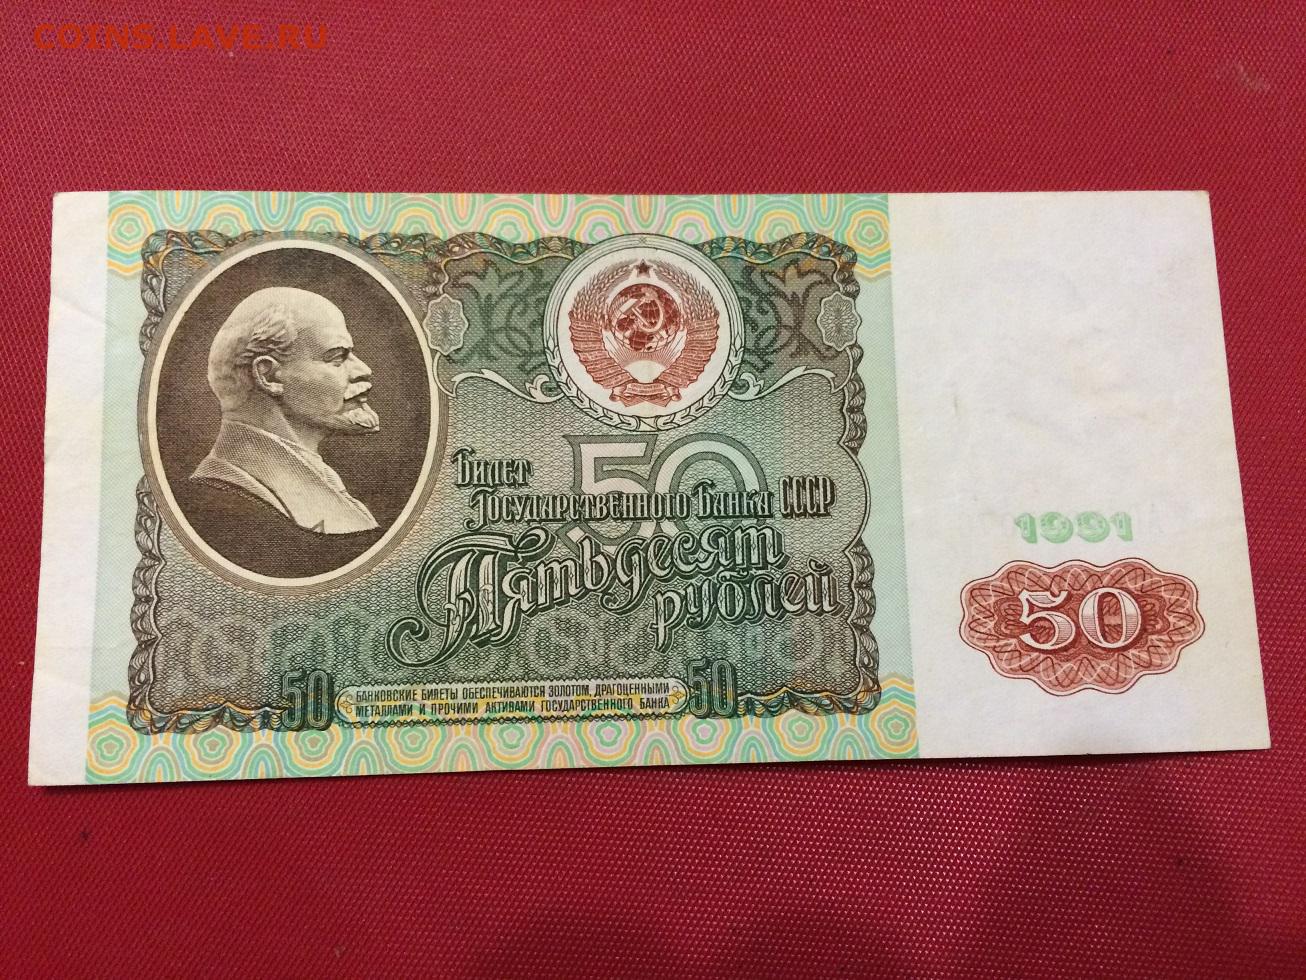 COINS.LAVE.RU
Билет
Государственного Банка СССР
50
Пятьдесят
рублей
1991
50
50
БАНКОВСКИЕ БИЛЕТЫ ОБЕСПЕЧИВАЮТСЯ ЗОЛОТОМ, ДРАГОЦЕННЫМИ
МЕТАЛЛАМИ И ПРОЧИМИ АКТИВАМИ ГОСУДАРСТВЕННОГО БАНКА
50